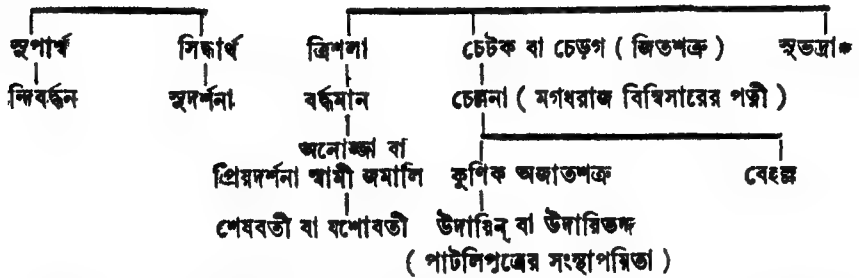 সুপার্শ্ব সিদ্ধার্থ ত্রিশলা চেটক বা চেড়গ ( জিতশত্রু ) সুভদ্রা*
ন্দিবর্দ্ধন সুদর্শনা বর্দ্ধমান চেল্লনা ( মগধরাজ বিম্বিসারের পত্নী )
অনোজ্জা বা
প্রিয়দর্শনা স্বামী জমালি কুণিক অজাতশত্রু বেহল্ল
শেষবতী বা যশোবতী উদায়িন্ বা উদায়িভদ্দ
( পাটলিপুত্রের সংস্থাপয়িতা )